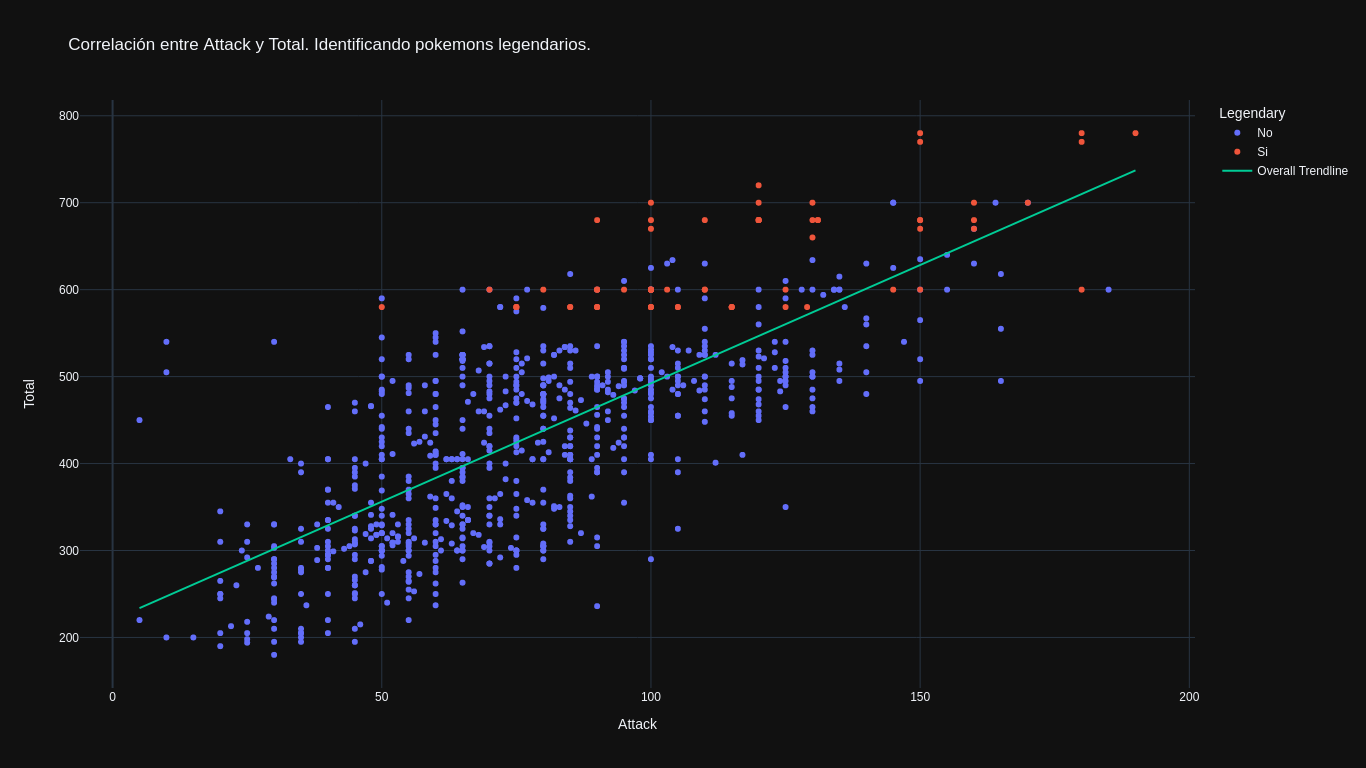 Correlación entre Attack y Total. Identificando pokemons legendarios.
Legendary
No
Si
Overall Trendline
Total
800
700
600
500
400
300
200
0
50
100
150
200
Attack